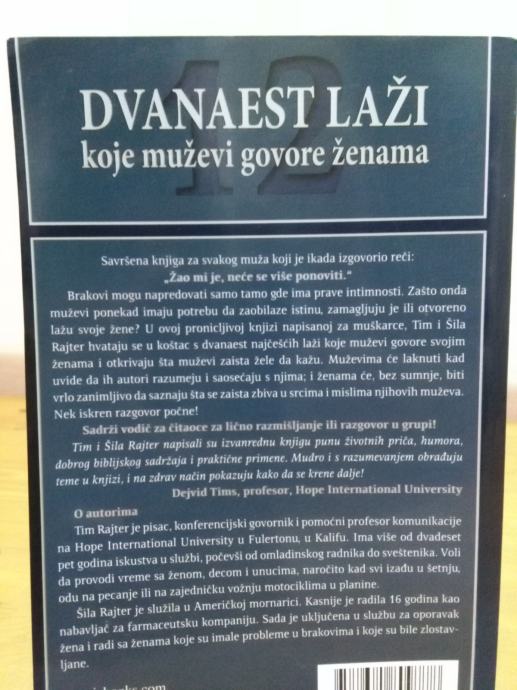 12
DVANAEST LAŽI
koje muževi govore ženama
Savršena knjiga za svakog muža koji je ikada izgovorio reči:
„Žao mi je, neće se više ponoviti.“
Brakovi mogu napredovati samo tamo gde ima prave intimnosti. Zašto onda
muževi ponekad imaju potrebu da zaobilaze istinu, zamagljuju je ili otvoreno
lažu svoje žene? U ovoj pronicljivoj knjizi napisanoj za muškarce, Tim i Šila
Rajter hvataju se u koštac s dvanaest najčešćih laži koje muževi govore svojim
ženama i otkrivaju šta muževi zaista žele da kažu. Muževima će laknuti kad
uvide da ih autori razumeju i saosećaju s njima; i ženama će, bez sumnje, biti
vrlo zanimljivo da saznaju šta se zaista zbiva u srcima i mislima njihovih muževa.
Nek iskren razgovor počne!
Sadrži vodič za čitaoce za lično razmišljanje ili razgovor u grupi!
Tim i Šila Rajter napisali su izvanrednu knjigu punu životnih priča, humora,
dobrog biblijskog sadržaja i praktične primene. Mudro i s razumevanjem obrađuju
teme u knjizi, i na zdrav način pokazuju kako da se krene dalje!
Dejvid Tims, profesor, Hope International University
O autorima
Tim Rajter je pisac, konferencijski govornik i pomoćni profesor komunikacije
na Hope International University u Fulertonu, u Kalifu. Ima više od dvadeset
pet godina iskustva u službi, počevši od omladinskog radnika do sveštenika. Voli
da provodi vreme sa ženom, decom i unucima, naročito kad svi izađu u šetnju,
odu na pecanje ili na zajedničku vožnju motociklima u planine.
Šila Rajter je služila u Američkoj mornarici. Kasnije je radila 16 godina kao
nabavljač za farmaceutsku kompaniju. Sada je uključena u službu za oporavak
žena i radi sa ženama koje su imale probleme u brakovima i koje su bile zlostav-
ljane.